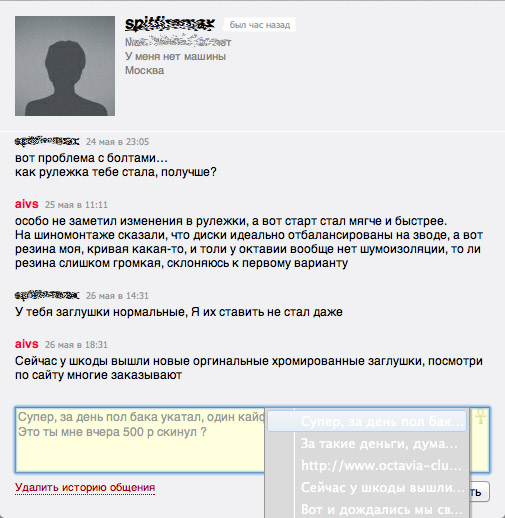 был час назад
У меня нет машины
Москва
24 мая в 23:05
вот проблема с болтами...
как рулежка тебе стала, получше?
aivs 25 мая в 11:11
особо не заметил изменения в рулежки, а вот старт стал мягче и быстрее.
На шиномонтаже сказали, что диски идеально отбалансированы на зводе, а вот
резина моя, кривая какая-то, и толи у октавии вообще нет шумоизоляции, то ли
резина слишком громкая, склоняюсь к первому варианту
26 мая в 14:31
У тебя заглушки нормальные, Я их ставить не стал даже
aivs 26 мая в 18:31
Сейчас у шкоды вышли новые оргинальные хромированные заглушки, посмотри
по сайту многие заказывают
Супер, за день пол бака укатал, один кайф
Это ты мне вчера 500 р скинул ?
Супер, за день пол бак...
За такие деньги, дума...
http://www.octavia-clu...
Сейчас у шкоды вышли...
Вот и дождались мы св...
Удалить историю общения
ть